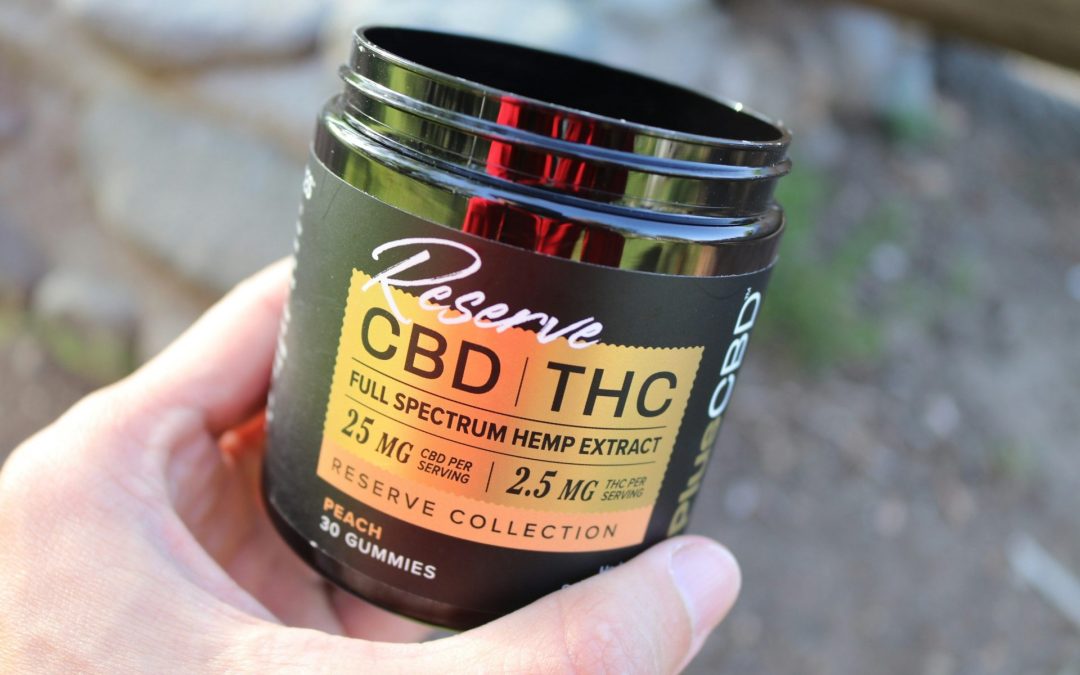 Reserve
CBD | THC
FULL SPECTRUM HEMP EXTRACT
25 MG CBD PER SERVING | 2.5 MG THC PER SERVING
RESERVE COLLECTION
PEACH
30 GUMMIES
plusCBD™